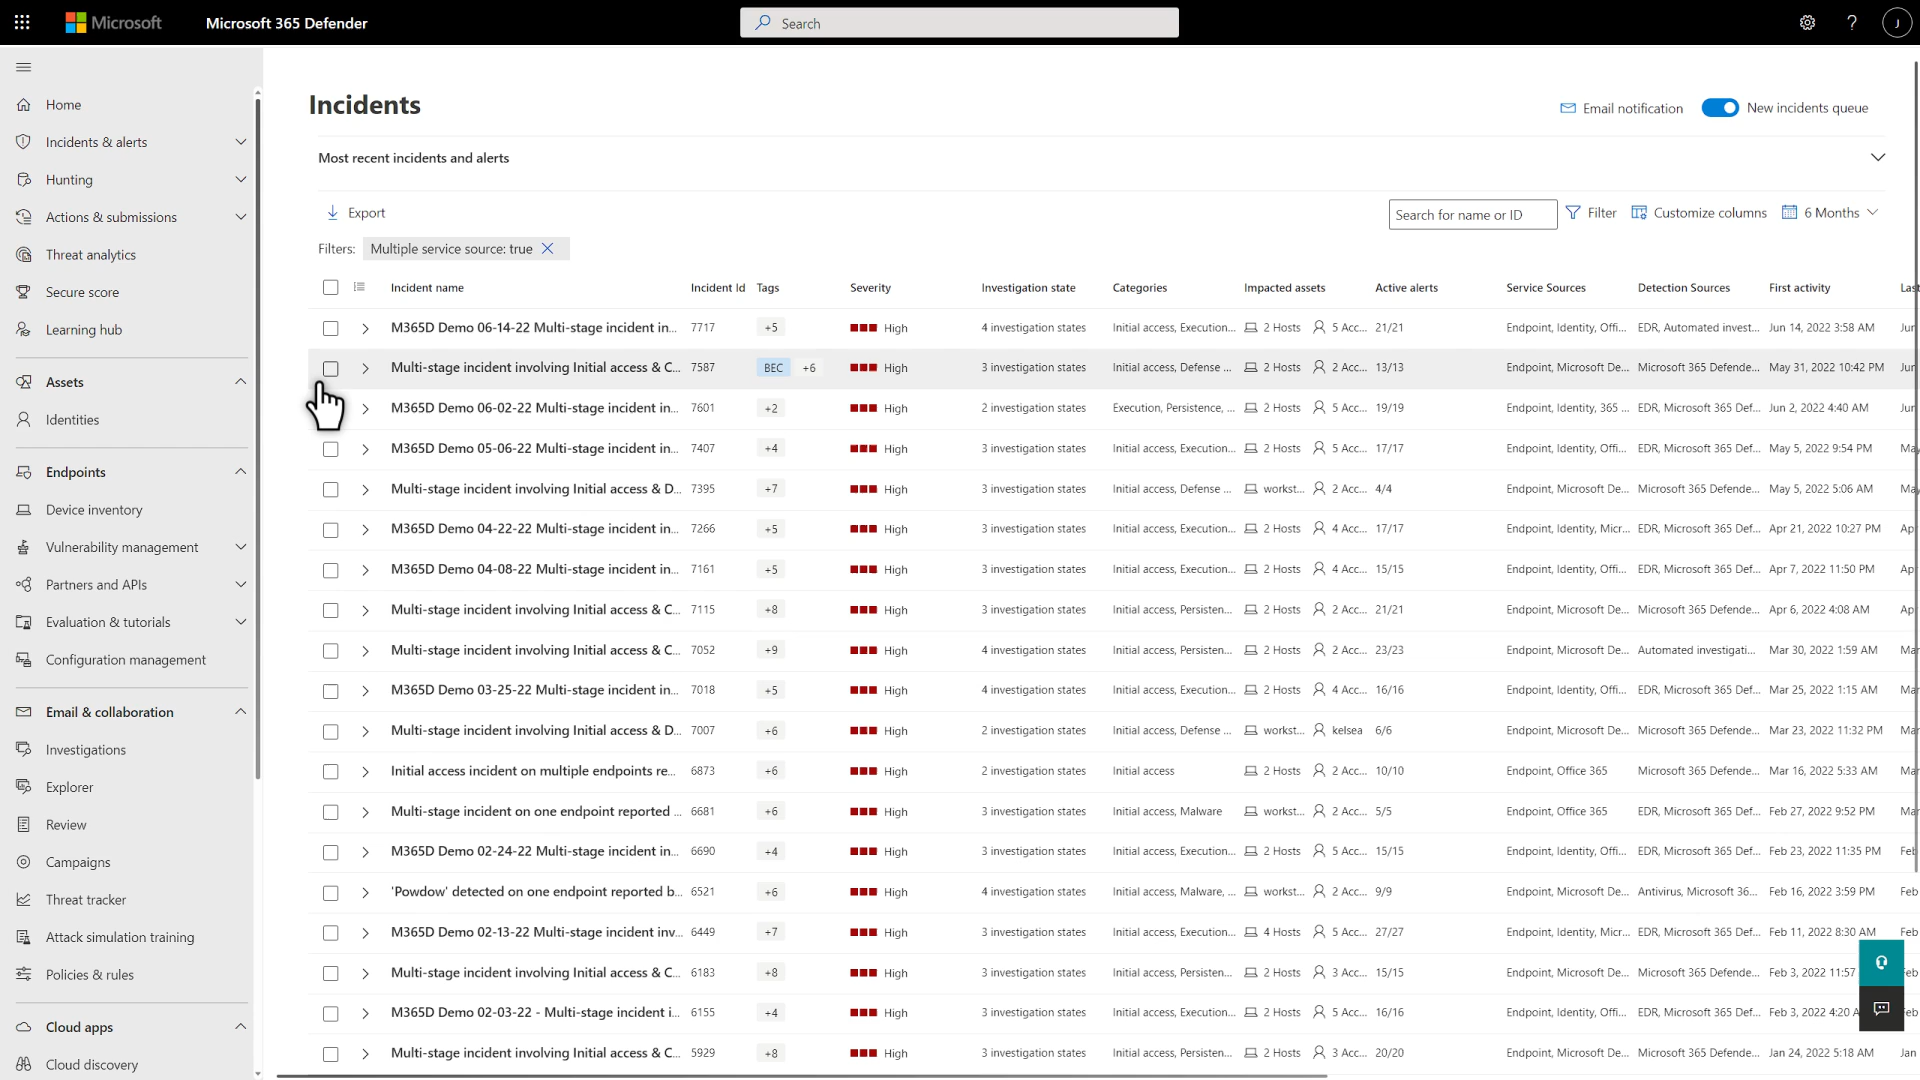 Microsoft Microsoft 365 Defender Search ? J
Home
Incidents & alerts
Hunting
Actions & submissions
Threat analytics
Secure score
Learning hub
Assets
Identities
Endpoints
Device inventory
Vulnerability management
Partners and APIs
Evaluation & tutorials
Configuration management
Email & collaboration
Investigations
Explorer
Review
Campaigns
Threat tracker
Attack simulation training
Policies & rules
Cloud apps
Cloud discovery
Incidents
Email notification New incidents queue
Most recent incidents and alerts
Export Search for name or ID Filter Customize columns 6 Months
Filters: Multiple service source: true
Incident name Incident Id Tags Severity Investigation state Categories Impacted assets Active alerts Service Sources Detection Sources First activity Las
M365D Demo 06-14-22 Multi-stage incident in... 7717 +5 High 4 investigation states Initial access, Execution... 2 Hosts 5 Acc... 21/21 Endpoint, Identity, Offi... EDR, Automated invest... Jun 14, 2022 3:58 AM Jur
Multi-stage incident involving Initial access & C... 7587 BEC +6 High 3 investigation states Initial access, Defense ... 2 Hosts 2 Acc... 13/13 Endpoint, Microsoft De... Microsoft 365 Defende... May 31, 2022 10:42 PM Jur
M365D Demo 06-02-22 Multi-stage incident in... 7601 +2 High 2 investigation states Execution, Persistence, ... 2 Hosts 5 Acc... 19/19 Endpoint, Identity, 365 ... EDR, Microsoft 365 Def... Jun 2, 2022 4:40 AM Jur
M365D Demo 05-06-22 Multi-stage incident in... 7407 +4 High 3 investigation states Initial access, Execution... 2 Hosts 5 Acc... 17/17 Endpoint, Identity, Offi... EDR, Microsoft 365 Def... May 5, 2022 9:54 PM May
Multi-stage incident involving Initial access & D... 7395 +7 High 3 investigation states Initial access, Defense ... workst... 2 Acc... 4/4 Endpoint, Microsoft De... Microsoft 365 Defende... May 5, 2022 5:06 AM May
M365D Demo 04-22-22 Multi-stage incident in... 7266 +5 High 3 investigation states Initial access, Execution... 2 Hosts 4 Acc... 17/17 Endpoint, Identity, Micr... EDR, Microsoft 365 Def... Apr 21, 2022 10:27 PM Ap
M365D Demo 04-08-22 Multi-stage incident in... 7161 +5 High 3 investigation states Initial access, Execution... 2 Hosts 4 Acc... 15/15 Endpoint, Identity, Offi... EDR, Microsoft 365 Def... Apr 7, 2022 11:50 PM Apr
Multi-stage incident involving Initial access & C... 7115 +8 High 3 investigation states Initial access, Persisten... 2 Hosts 2 Acc... 21/21 Endpoint, Microsoft De... Microsoft 365 Defende... Apr 6, 2022 4:08 AM Ap
Multi-stage incident involving Initial access & C... 7052 +9 High 4 investigation states Initial access, Persisten... 2 Hosts 2 Acc... 23/23 Endpoint, Microsoft De... Automated investigati... Mar 30, 2022 1:59 AM Ma
M365D Demo 03-25-22 Multi-stage incident in... 7018 +5 High 4 investigation states Initial access, Execution... 2 Hosts 4 Acc... 16/16 Endpoint, Identity, Offi... EDR, Microsoft 365 Def... Mar 25, 2022 1:15 AM Mar
Multi-stage incident involving Initial access & D... 7007 +6 High 2 investigation states Initial access, Defense ... workst... kelsea 6/6 Endpoint, Microsoft De... Microsoft 365 Defende... Mar 23, 2022 11:32 PM Mar
Initial access incident on multiple endpoints re... 6873 +6 High 2 investigation states Initial access 2 Hosts 2 Acc... 10/10 Endpoint, Office 365 Microsoft 365 Defende... Mar 16, 2022 5:33 AM Mar
Multi-stage incident on one endpoint reported ... 6681 +6 High 3 investigation states Initial access, Malware workst... 2 Acc... 5/5 Endpoint, Office 365 EDR, Microsoft 365 Def... Feb 27, 2022 9:52 PM Ma
M365D Demo 02-24-22 Multi-stage incident in... 6690 +4 High 3 investigation states Initial access, Execution... 2 Hosts 5 Acc... 15/15 Endpoint, Identity, Offi... EDR, Microsoft 365 Def... Feb 23, 2022 11:35 PM Feb
'Powdow' detected on one endpoint reported b... 6521 +6 High 4 investigation states Initial access, Malware, ... workst... 2 Acc... 9/9 Endpoint, Microsoft De... Antivirus, Microsoft 36... Feb 16, 2022 3:59 PM Feb
M365D Demo 02-13-22 Multi-stage incident inv... 6449 +7 High 3 investigation states Initial access, Execution... 4 Hosts 5 Acc... 27/27 Endpoint, Identity, Micr... EDR, Microsoft 365 Def... Feb 11, 2022 8:30 AM Feb
Multi-stage incident involving Initial access & C... 6183 +8 High 3 investigation states Initial access, Persisten... 2 Hosts 3 Acc... 15/15 Endpoint, Microsoft De... Microsoft 365 Defende... Feb 3, 2022 11:57 eb
M365D Demo 02-03-22 - Multi-stage incident i... 6155 +4 High 3 investigation states Initial access, Execution... 2 Hosts 5 Acc... 16/16 Endpoint, Identity, Offi... EDR, Microsoft 365 Def... Feb 3, 2022 4:20 A eb
Multi-stage incident involving Initial access & C... 5929 +8 High 3 investigation states Initial access, Persisten... 2 Hosts 3 Acc... 20/20 Endpoint, Microsoft De... Microsoft 365 Defende... Jan 24, 2022 5:18 AM Jan